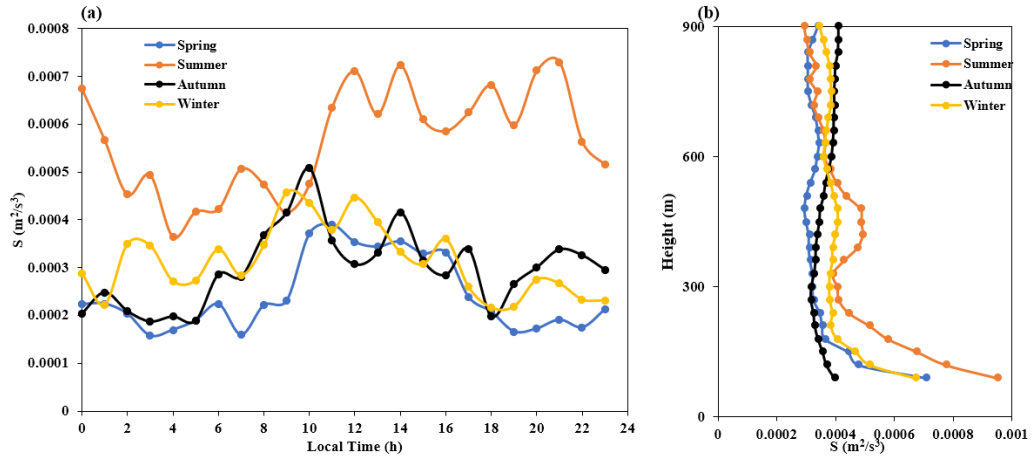 (a)
0.0008
0.0007
0.0006
0.0005
0.0004
0.0003
0.0002
0.0001
0
S (m²/s³)
Spring
Summer
Autumn
Winter
0 2 4 6 8 10 12 14 16 18 20 22 24
Local Time (h)
(b)
900
600
300
0
Height (m)
Spring
Summer
Autumn
Winter
0 0.0002 0.0004 0.0006 0.0008 0.001
S (m²/s³)